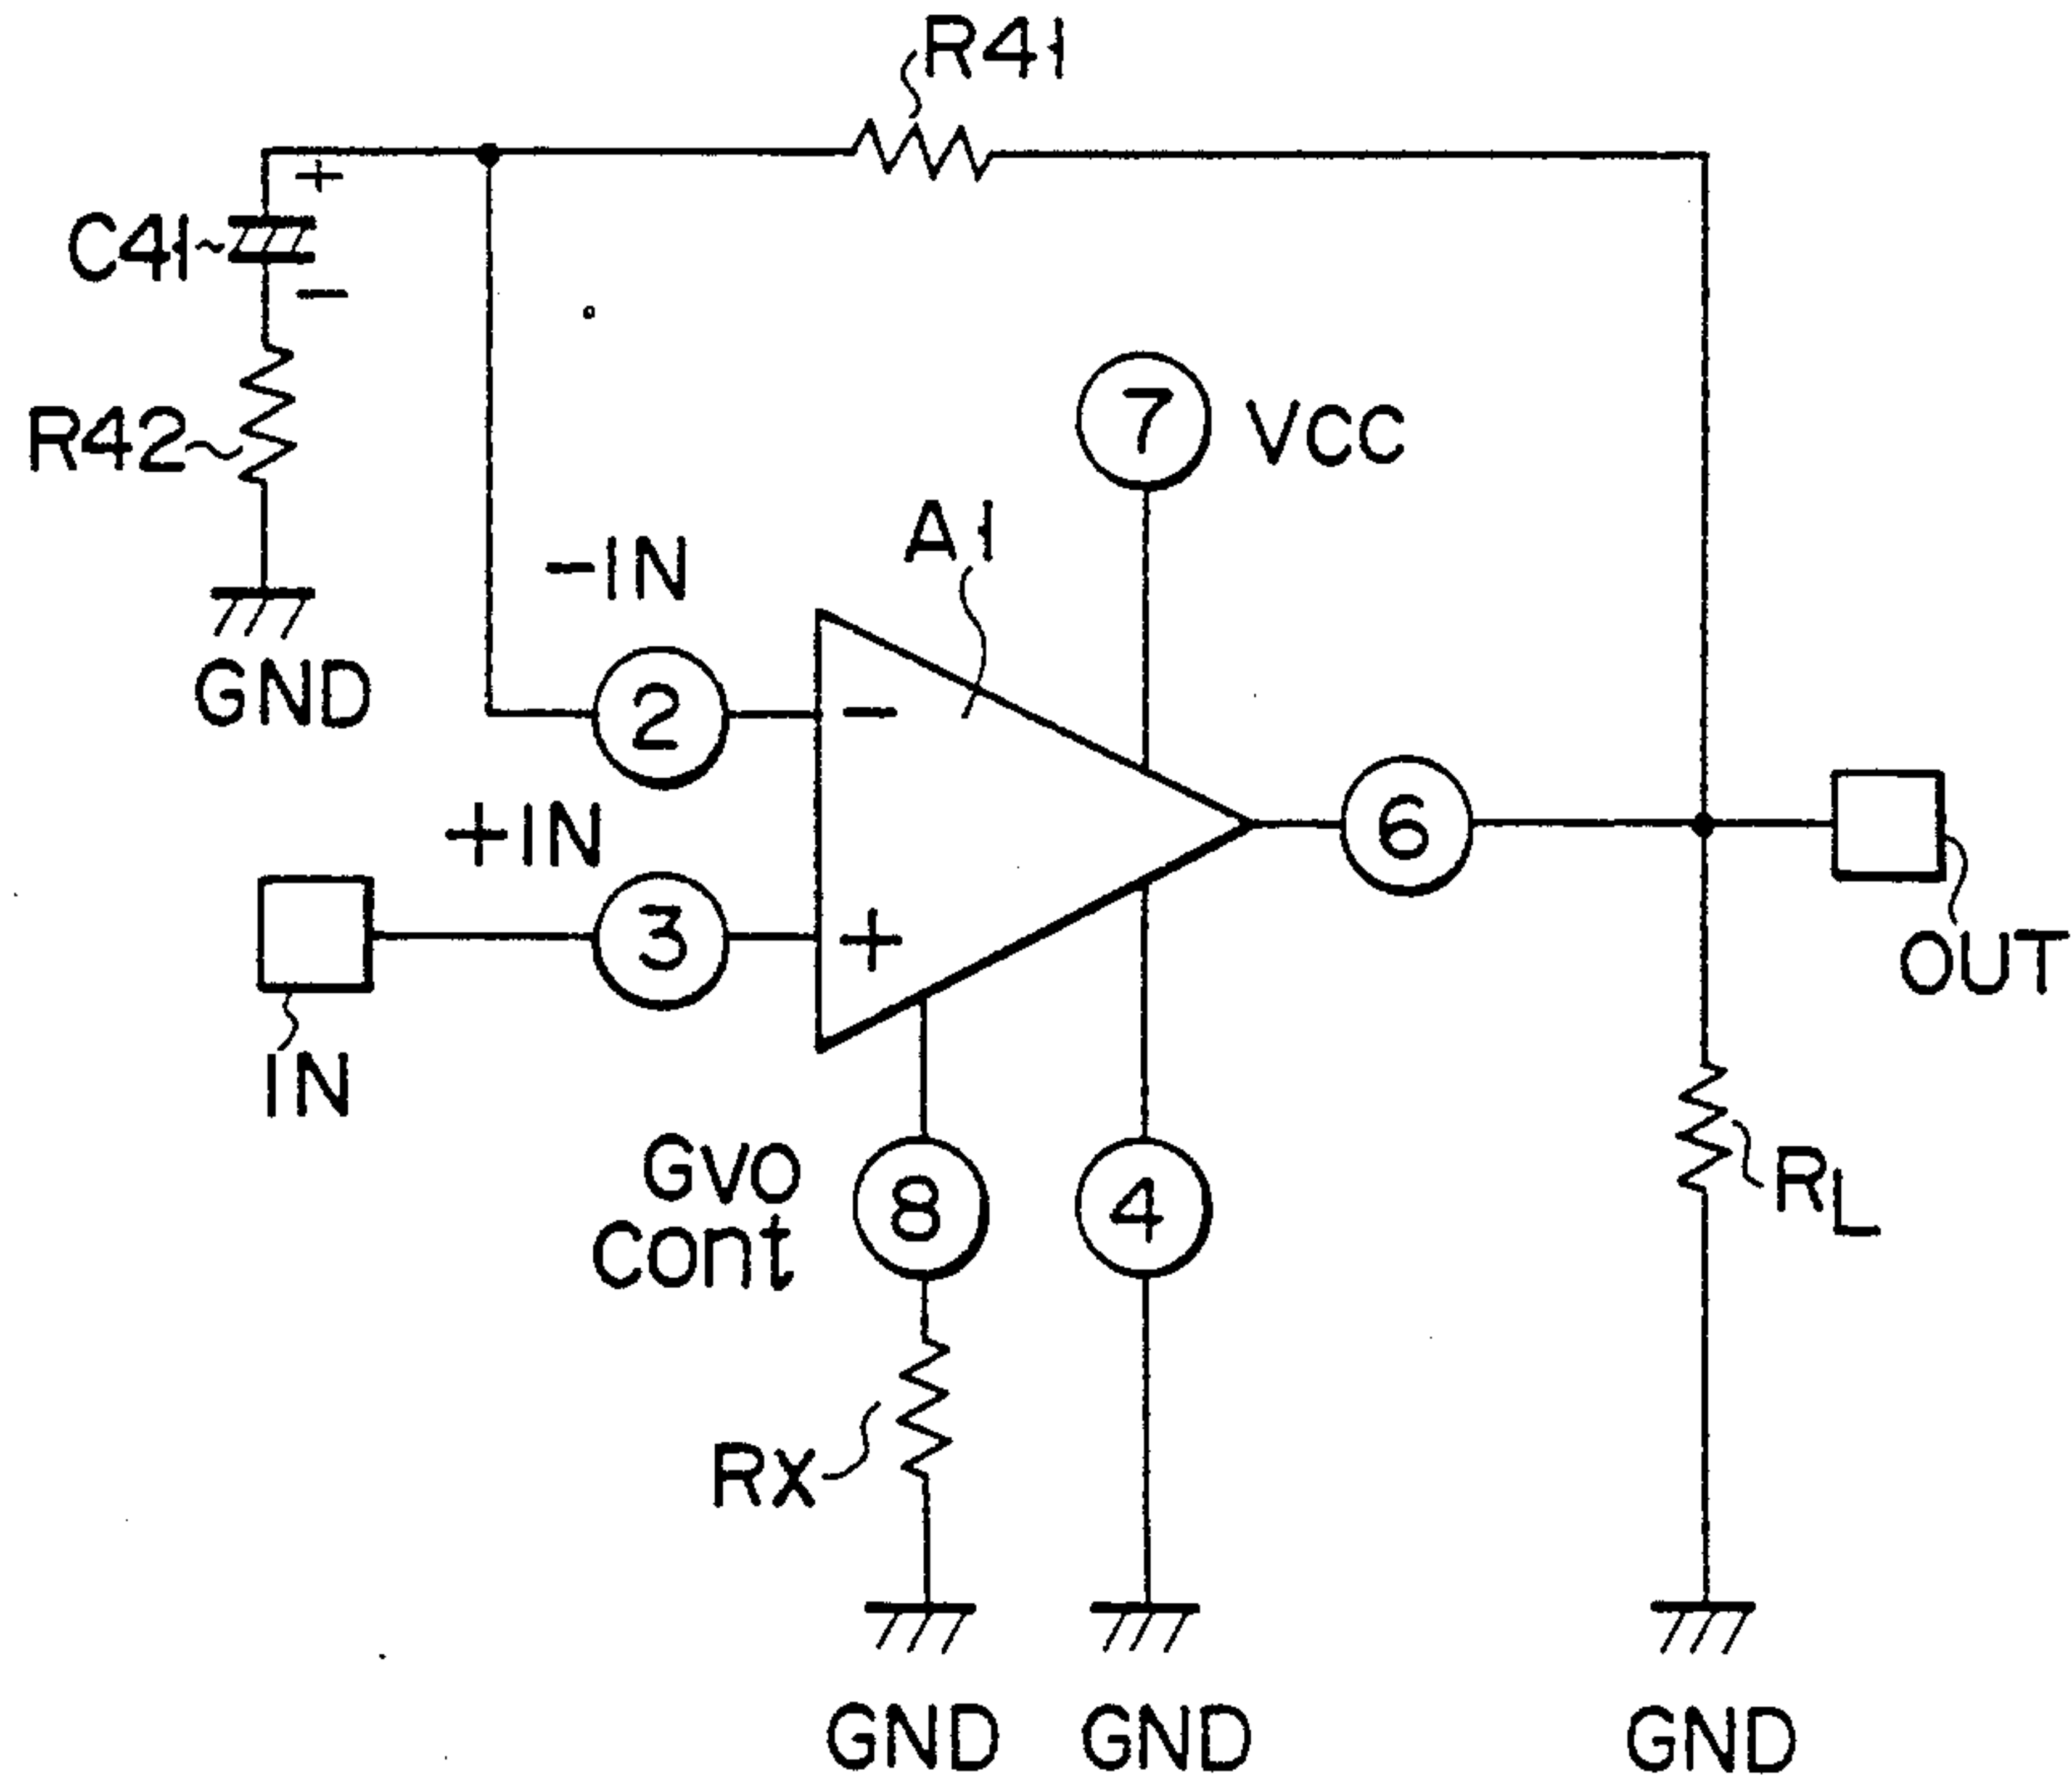 R41
+
C41
-
R42
GND
7
VCC
A1
-IN
2
-
+IN
3
+
IN
6
OUT
GVO
cont
8
4
RL
RX
GND
GND
GND